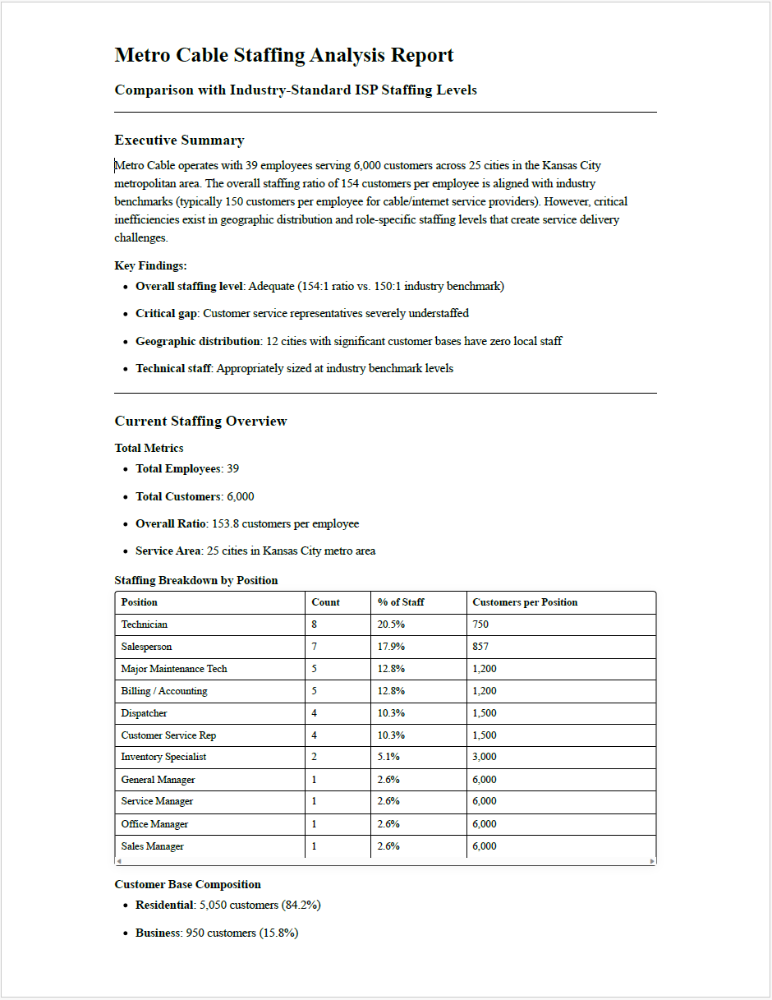 Metro Cable Staffing Analysis Report
Comparison with Industry-Standard ISP Staffing Levels
Executive Summary
Metro Cable operates with 39 employees serving 6,000 customers across 25 cities in the Kansas City
metropolitan area. The overall staffing ratio of 154 customers per employee is aligned with industry
benchmarks (typically 150 customers per employee for cable/internet service providers). However, critical
inefficiencies exist in geographic distribution and role-specific staffing levels that create service delivery
challenges.
Key Findings:
• Overall staffing level: Adequate (154:1 ratio vs. 150:1 industry benchmark)
• Critical gap: Customer service representatives severely understaffed
• Geographic distribution: 12 cities with significant customer bases have zero local staff
• Technical staff: Appropriately sized at industry benchmark levels
Current Staffing Overview
Total Metrics
• Total Employees: 39
• Total Customers: 6,000
• Overall Ratio: 153.8 customers per employee
• Service Area: 25 cities in Kansas City metro area
Staffing Breakdown by Position
Position Count % of Staff Customers per Position
Technician 8 20.5% 750
Salesperson 7 17.9% 857
Major Maintenance Tech 5 12.8% 1,200
Billing / Accounting 5 12.8% 1,200
Dispatcher 4 10.3% 1,500
Customer Service Rep 4 10.3% 1,500
Inventory Specialist 2 5.1% 3,000
General Manager 1 2.6% 6,000
Service Manager 1 2.6% 6,000
Office Manager 1 2.6% 6,000
Sales Manager 1 2.6% 6,000
Customer Base Composition
• Residential: 5,050 customers (84.2%)
• Business: 950 customers (15.8%)